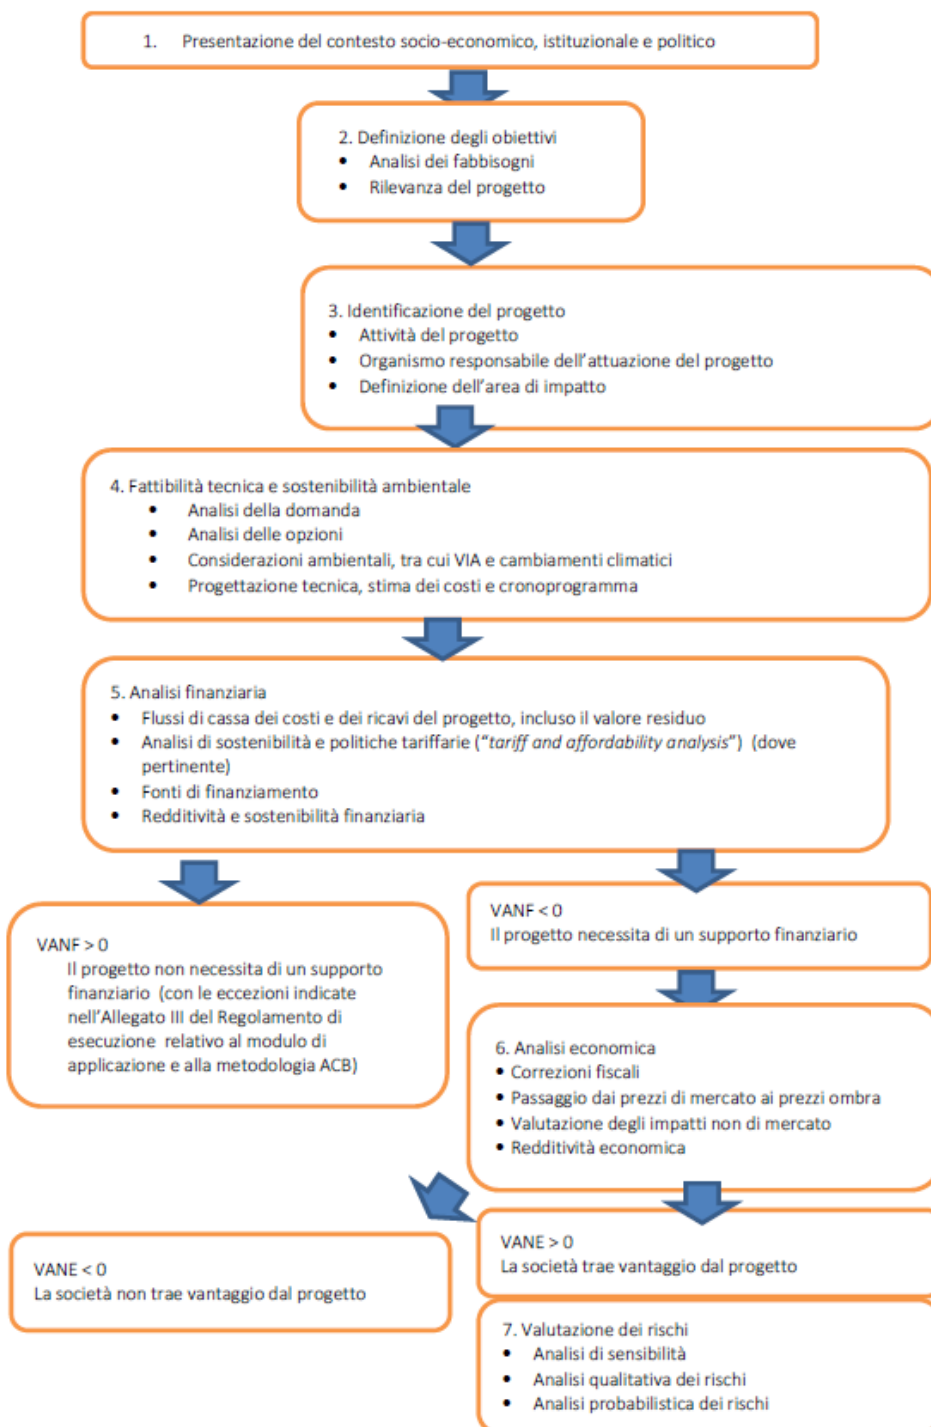 1. Presentazione del contesto socio-economico, istituzionale e politico
2. Definizione degli obiettivi
• Analisi dei fabbisogni
• Rilevanza del progetto
3. Identificazione del progetto
• Attività del progetto
• Organismo responsabile dell'attuazione del progetto
• Definizione dell'area di impatto
4. Fattibilità tecnica e sostenibilità ambientale
• Analisi della domanda
• Analisi delle opzioni
• Considerazioni ambientali, tra cui VIA e cambiamenti climatici
• Progettazione tecnica, stima dei costi e cronoprogramma
5. Analisi finanziaria
• Flussi di cassa dei costi e dei ricavi del progetto, incluso il valore residuo
• Analisi di sostenibilità e politiche tariffarie ("tariff and affordability analysis") (dove
pertinente)
• Fonti di finanziamento
• Redditività e sostenibilità finanziaria
VANF > 0
Il progetto non necessita di un supporto
finanziario (con le eccezioni indicate
nell'Allegato III del Regolamento di
esecuzione relativo al modulo di
applicazione e alla metodologia ACB)
VANF < 0
Il progetto necessita di un supporto finanziario
6. Analisi economica
• Correzioni fiscali
• Passaggio dai prezzi di mercato ai prezzi ombra
• Valutazione degli impatti non di mercato
• Redditività economica
VANE < 0
La società non trae vantaggio dal progetto
VANE > 0
La società trae vantaggio dal progetto
7. Valutazione dei rischi
• Analisi di sensibilità
• Analisi qualitativa dei rischi
• Analisi probabilistica dei rischi